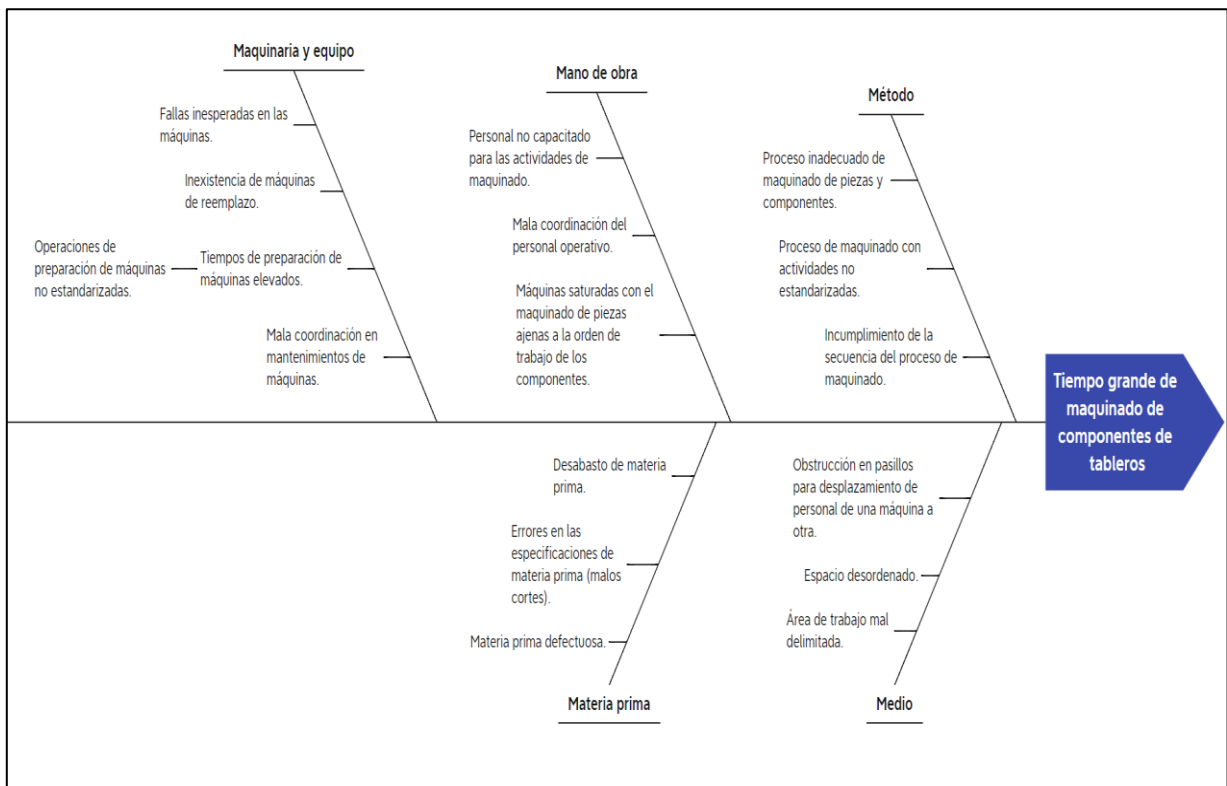 Maquinaria y equipo
Fallas inesperadas en las
máquinas.
Inexistencia de máquinas
de reemplazo.
Operaciones de
preparación de máquinas
no estandarizadas.
Tiempos de preparación de
máquinas elevados.
Mala coordinación en
mantenimientos de
máquinas.
Mano de obra
Personal no capacitado
para las actividades de
maquinado.
Mala coordinación del
personal operativo.
Máquinas saturadas con el
maquinado de piezas
ajenas a la orden de
trabajo de los
componentes.
Método
Proceso inadecuado de
maquinado de piezas y
componentes.
Proceso de maquinado con
actividades no
estandarizadas.
Incumplimiento de la
secuencia del proceso de
maquinado.
Tiempo grande de
maquinado de
componentes de
tableros
Desabasto de materia
prima.
Errores en las
especificaciones de
materia prima (malos
cortes).
Materia prima defectuosa.
Materia prima
Obstrucción en pasillos
para desplazamiento de
personal de una máquina a
otra.
Espacio desordenado.
Área de trabajo mal
delimitada.
Medio